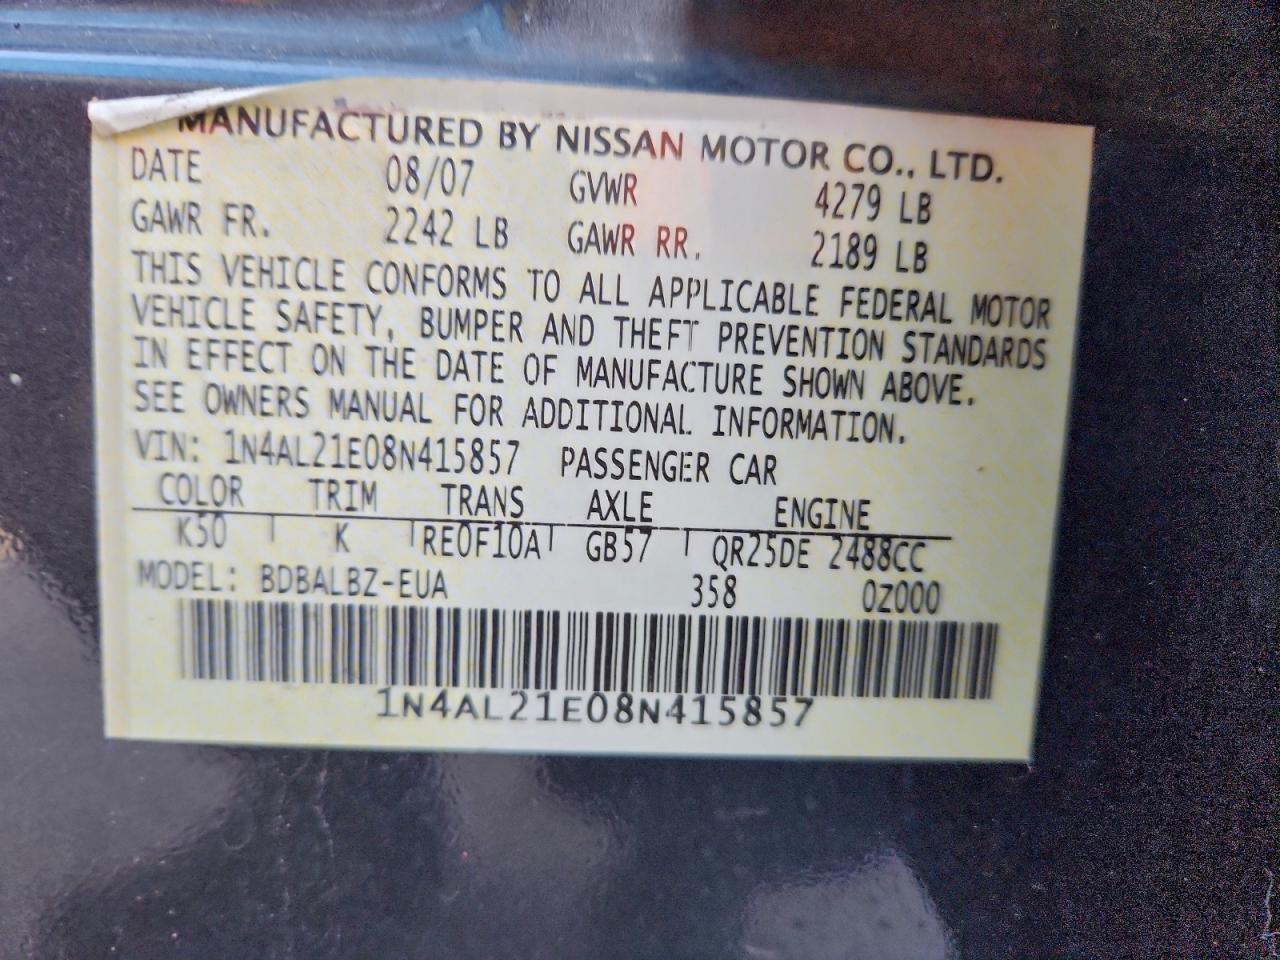 MANUFACTURED BY NISSAN MOTOR CO., LTD.
DATE 08/07 GVWR 4279 LB
GAWR FR. 2242 LB GAWR RR. 2189 LB
THIS VEHICLE CONFORMS TO ALL APPLICABLE FEDERAL MOTOR
VEHICLE SAFETY, BUMPER AND THEFT PREVENTION STANDARDS
IN EFFECT ON THE DATE OF MANUFACTURE SHOWN ABOVE.
SEE OWNERS MANUAL FOR ADDITIONAL INFORMATION.
VIN: 1N4AL21E08N415857 PASSENGER CAR
COLOR TRIM TRANS AXLE ENGINE
K50 K RE0F10A GB57 QR25DE 2488CC
MODEL: BDBALBZ-EUA 358 0Z000
1N4AL21E08N415857